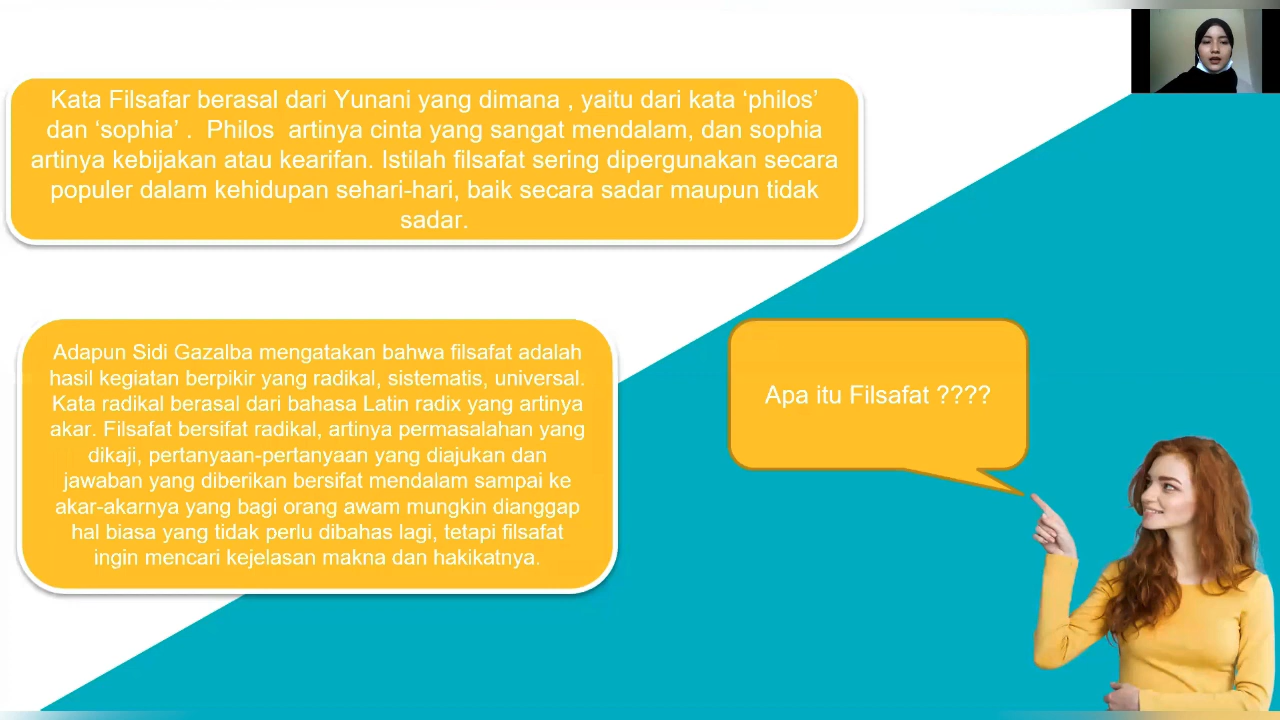 Kata Filsafar berasal dari Yunani yang dimana , yaitu dari kata ‘philos’
dan ‘sophia’ .  Philos  artinya cinta yang sangat mendalam, dan sophia
artinya kebijakan atau kearifan. Istilah filsafat sering dipergunakan secara
populer dalam kehidupan sehari-hari, baik secara sadar maupun tidak
sadar.
Adapun Sidi Gazalba mengatakan bahwa filsafat adalah
hasil kegiatan berpikir yang radikal, sistematis, universal.
Kata radikal berasal dari bahasa Latin radix yang artinya
akar. Filsafat bersifat radikal, artinya permasalahan yang
dikaji, pertanyaan-pertanyaan yang diajukan dan
jawaban yang diberikan bersifat mendalam sampai ke
akar-akarnya yang bagi orang awam mungkin dianggap
hal biasa yang tidak perlu dibahas lagi, tetapi filsafat
ingin mencari kejelasan makna dan hakikatnya.
Apa itu Filsafat ????